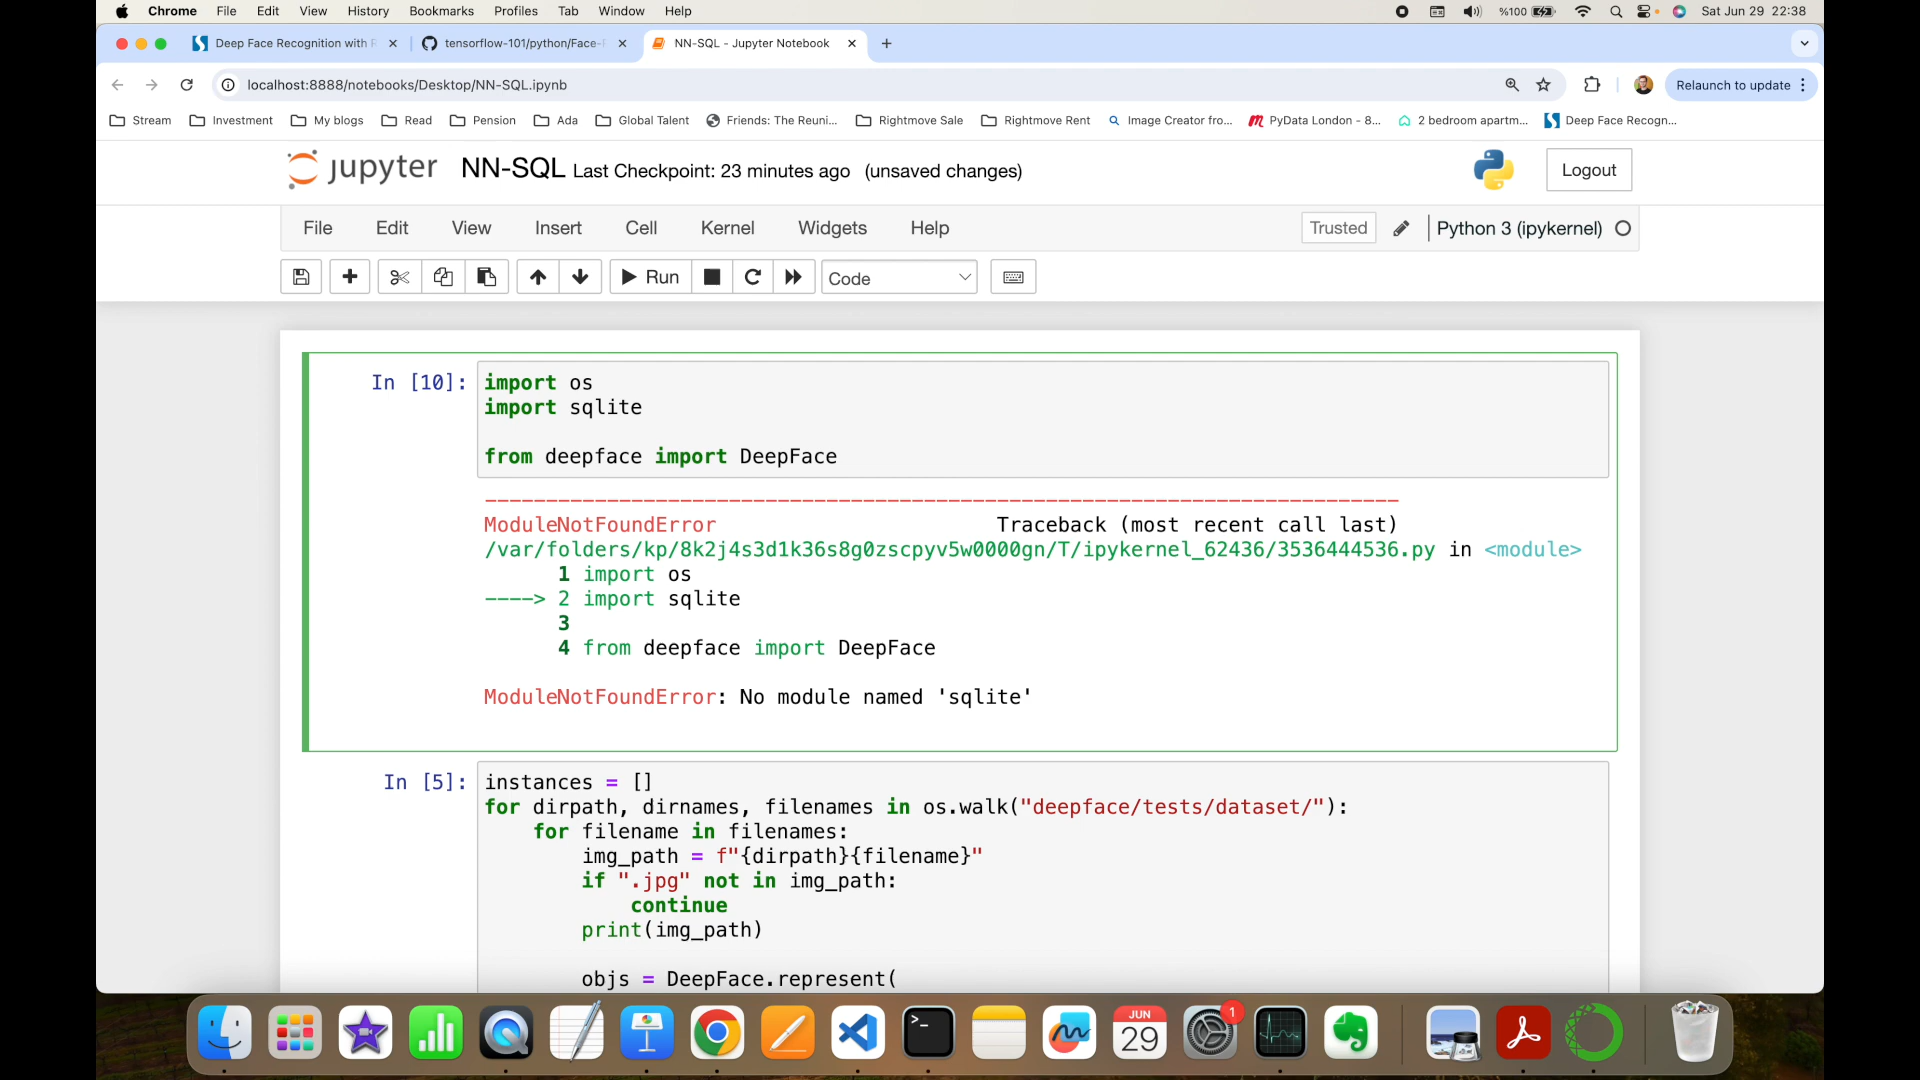 Chrome File Edit View History Bookmarks Profiles Tab Window Help %100 Sat Jun 29 22:38
Deep Face Recognition with tensorflow-101/python/Face- NN-SQL - Jupyter Notebook
localhost:8888/notebooks/Desktop/NN-SQL.ipynb Relaunch to update
Stream Investment My blogs Read Pension Ada Global Talent Friends: The Reuni... Rightmove Sale Rightmove Rent Image Creator fro... PyData London - 8... 2 bedroom apartm... Deep Face Recogn...
jupyter NN-SQL Last Checkpoint: 23 minutes ago (unsaved changes) Logout
File Edit View Insert Cell Kernel Widgets Help Trusted Python 3 (ipykernel)
Run Code
In [10]: import os
import sqlite
from deepface import DeepFace
---------------------------------------------------------------------------
ModuleNotFoundError Traceback (most recent call last)
/var/folders/kp/8k2j4s3d1k36s8g0zscpyv5w0000gn/T/ipykernel_62436/3536444536.py in <module>
1 import os
----> 2 import sqlite
3
4 from deepface import DeepFace
ModuleNotFoundError: No module named 'sqlite'
In [5]: instances = []
for dirpath, dirnames, filenames in os.walk("deepface/tests/dataset/"):
for filename in filenames:
img_path = f"{dirpath}{filename}"
if ".jpg" not in img_path:
continue
print(img_path)
objs = DeepFace.represent(
JUN
29
1